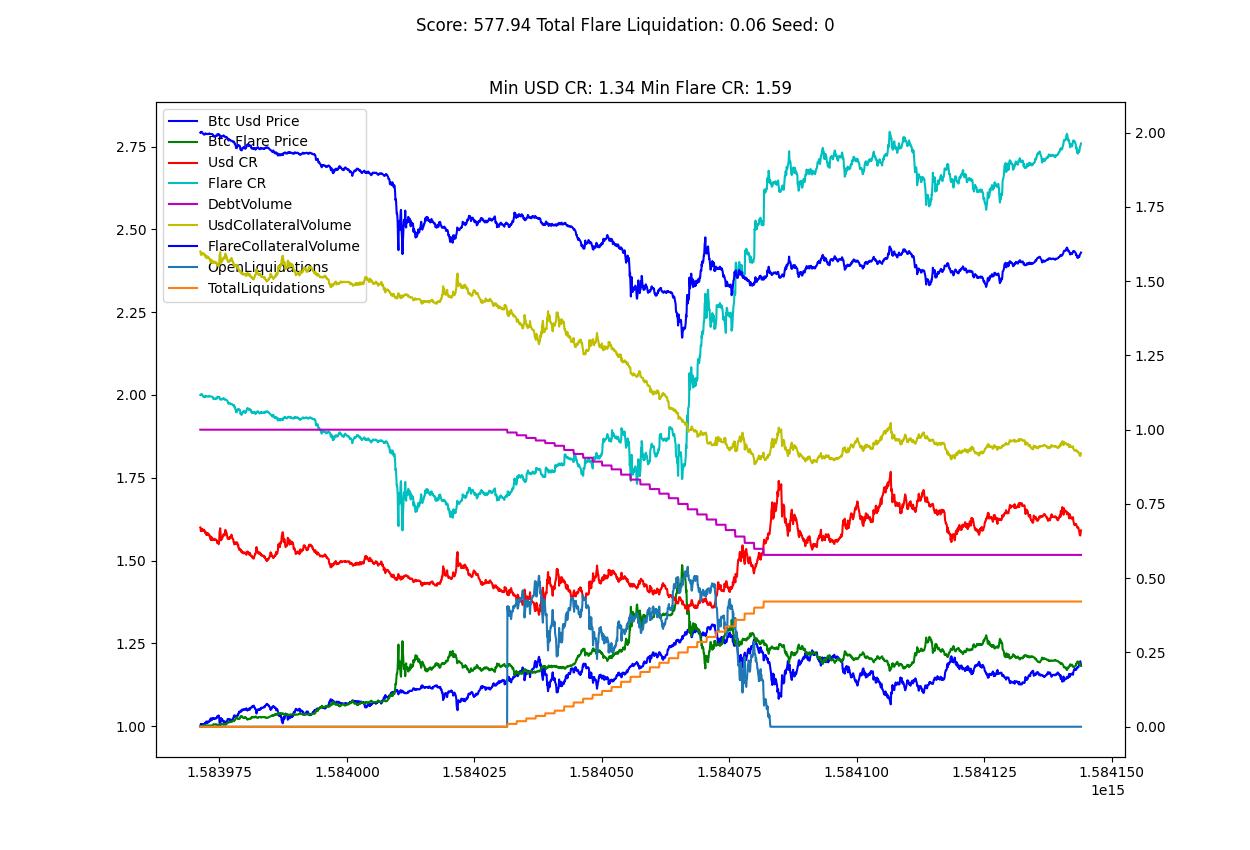 Score: 577.94 Total Flare Liquidation: 0.06 Seed: 0
Min USD CR: 1.34 Min Flare CR: 1.59
Btc Usd Price
Btc Flare Price
Usd CR
Flare CR
DebtVolume
UsdCollateralVolume
FlareCollateralVolume
OpenLiquidations
TotalLiquidations
2.75
2.50
2.25
2.00
1.75
1.50
1.25
1.00
2.00
1.75
1.50
1.25
1.00
0.75
0.50
0.25
0.00
1.583975 1.584000 1.584025 1.584050 1.584075 1.584100 1.584125 1.584150
1e15